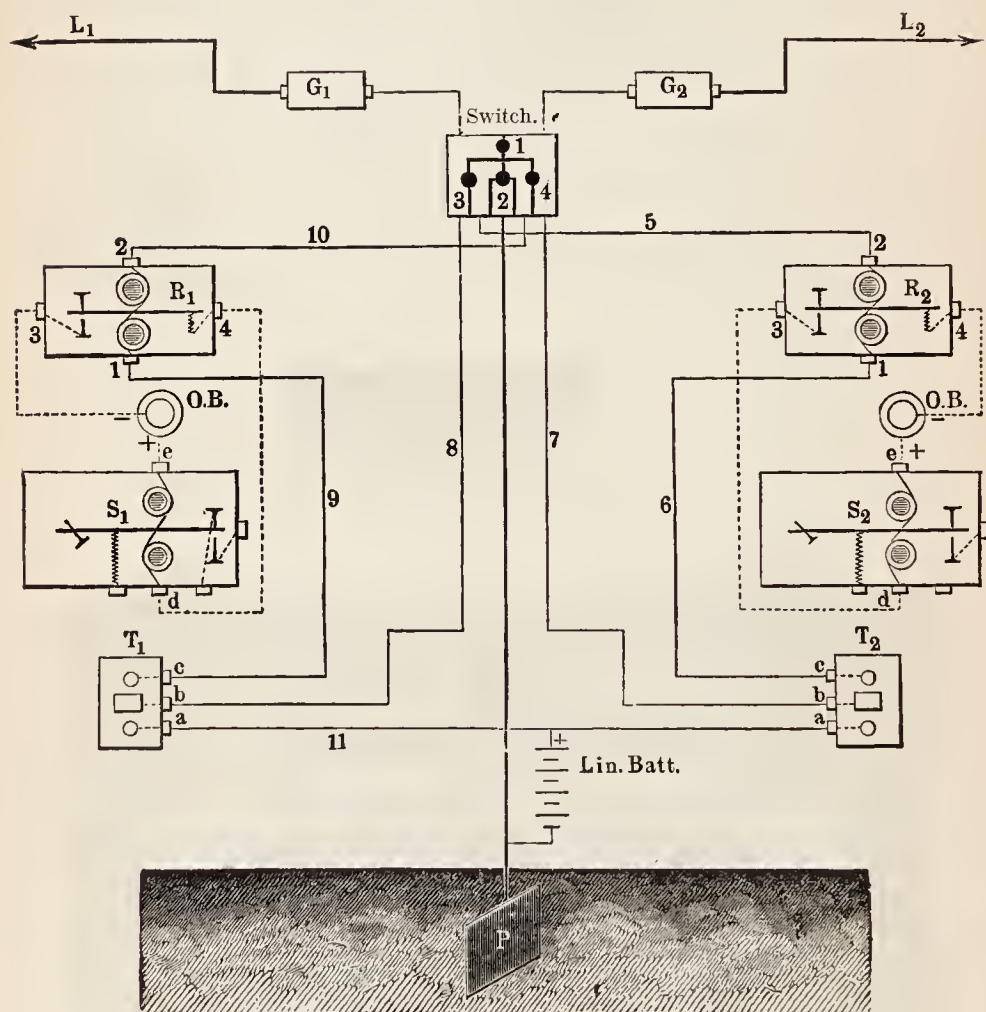 L1 L2
G1 G2
Switch.
1
3 2 4
10 5
2 2
R1 R2
3 4 3 4
1 1
O.B. O.B.
− −
+ +
e e
8 7
9 6
S1 S2
d d
T1 T2
c c
b b
a a
11
+
Lin. Batt.
P